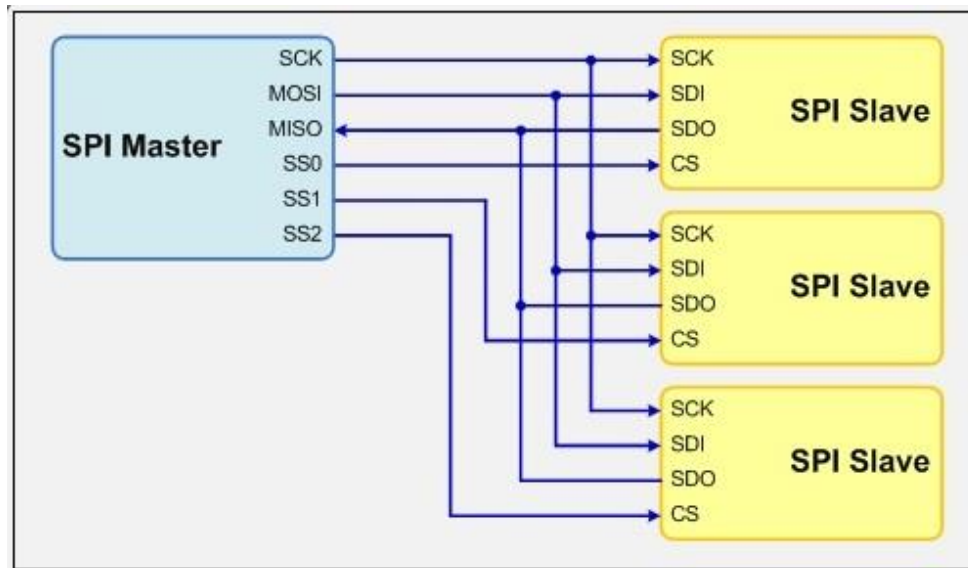 SPI Master
SCK
MOSI
MISO
SS0
SS1
SS2
SCK
SDI
SDO
CS
SPI Slave
SCK
SDI
SDO
CS
SPI Slave
SCK
SDI
SDO
CS
SPI Slave